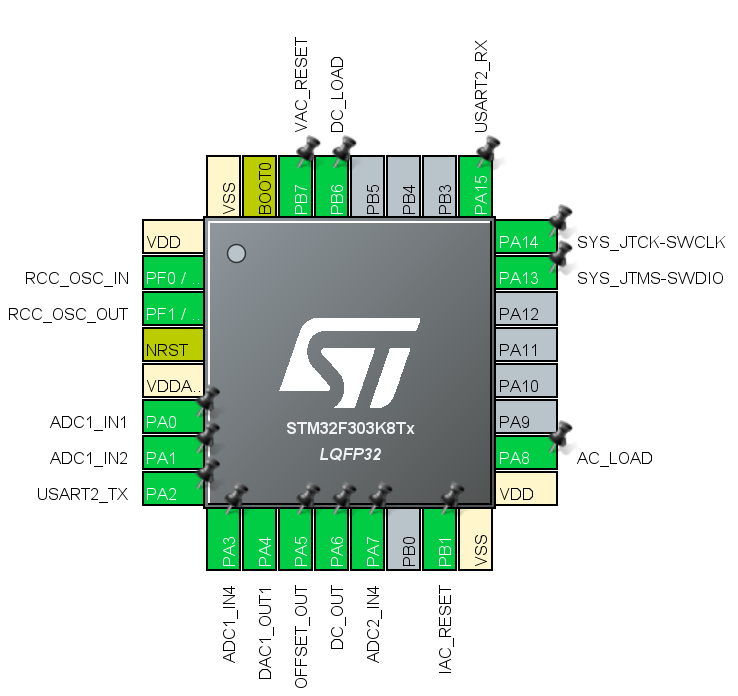 VAC_RESET
DC_LOAD
USART2_RX
VSS
BOOT0
PB7
PB6
PB5
PB4
PB3
PA15
VDD
RCC_OSC_IN
PF0 / ..
RCC_OSC_OUT
PF1 / ..
NRST
VDDA..
ADC1_IN1
PA0
ADC1_IN2
PA1
USART2_TX
PA2
ST
STM32F303K8Tx
LQFP32
PA14
SYS_JTCK-SWCLK
PA13
SYS_JTMS-SWDIO
PA12
PA11
PA10
PA9
PA8
AC_LOAD
VDD
PA3
PA4
PA5
PA6
PA7
PB0
PB1
VSS
ADC1_IN4
DAC1_OUT1
OFFSET_OUT
DC_OUT
ADC2_IN4
IAC_RESET